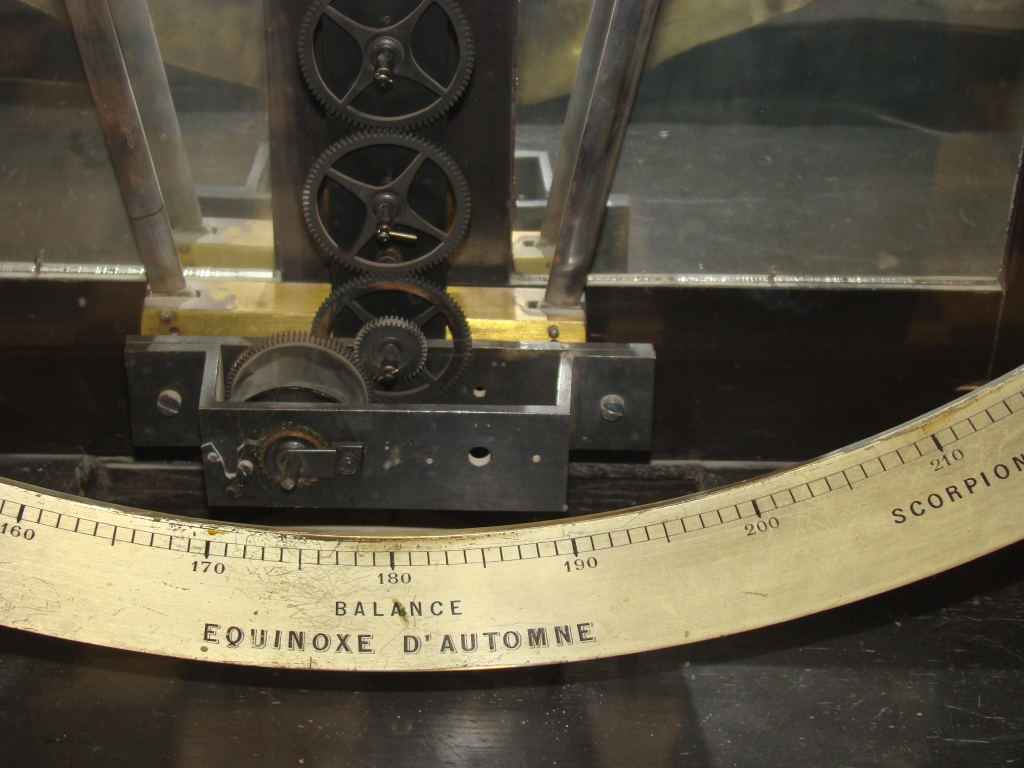 160 170 180 190 200 210
BALANCE SCORPION
EQUINOXE D'AUTOMNE